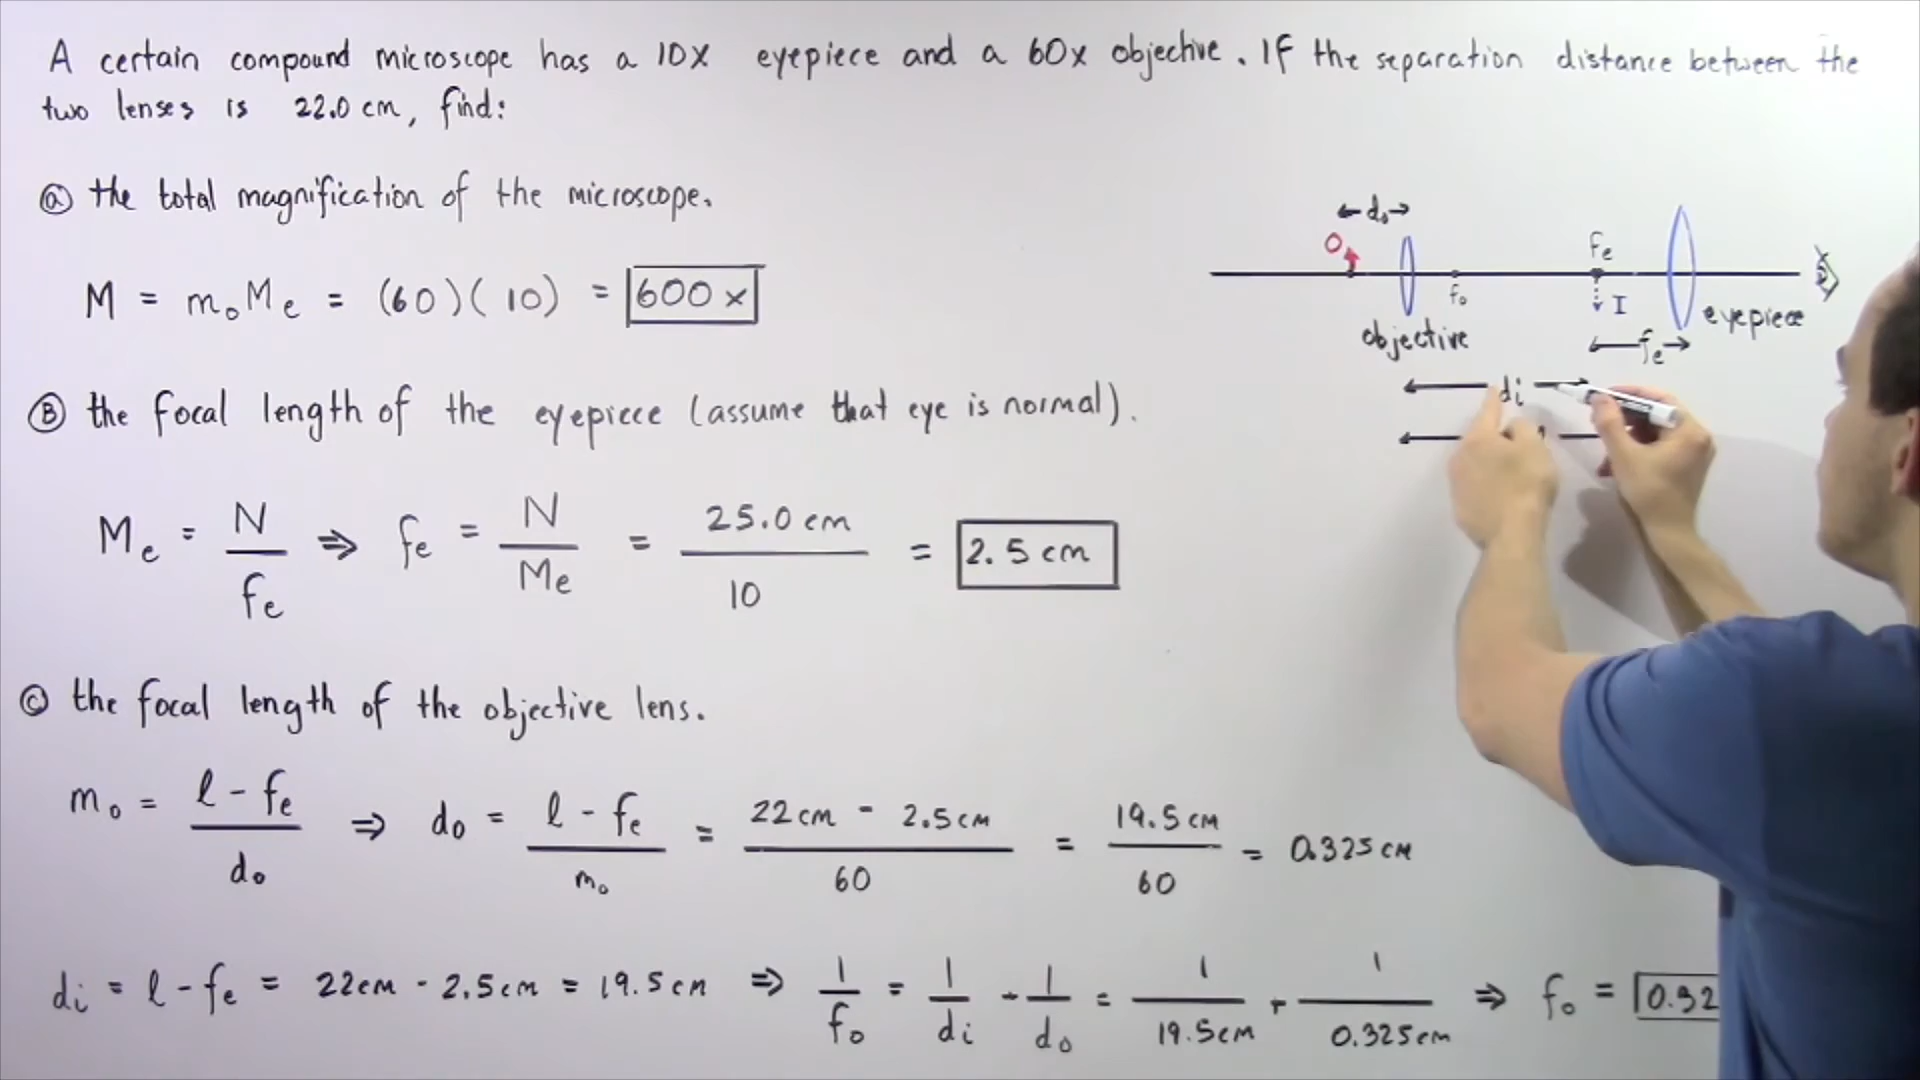 A certain compound microscope has a 10x eyepiece and a 60x objective. If the separation distance between the
two lenses is 22.0 cm, find:
ⓐ the total magnification of the microscope.
M = m₀Mₑ = (60)(10) = 600x
Ⓑ the focal length of the eyepiece (assume that eye is normal).
Mₑ = N/fₑ ⇒ fₑ = N/Mₑ = 25.0 cm/10 = 2.5 cm
ⓒ the focal length of the objective lens.
m₀ = (l - fₑ)/d₀ ⇒ d₀ = (l - fₑ)/m₀ = (22cm - 2.5cm)/60 = 19.5cm/60 = 0.325cm
dᵢ = l - fₑ = 22cm - 2.5cm = 19.5cm ⇒ 1/f₀ = 1/dᵢ + 1/d₀ = 1/19.5cm + 1/0.325cm ⇒ f₀ = 0.32
d₀
O
fₑ
f₀
I
objective
eyepiece
fₑ
dᵢ